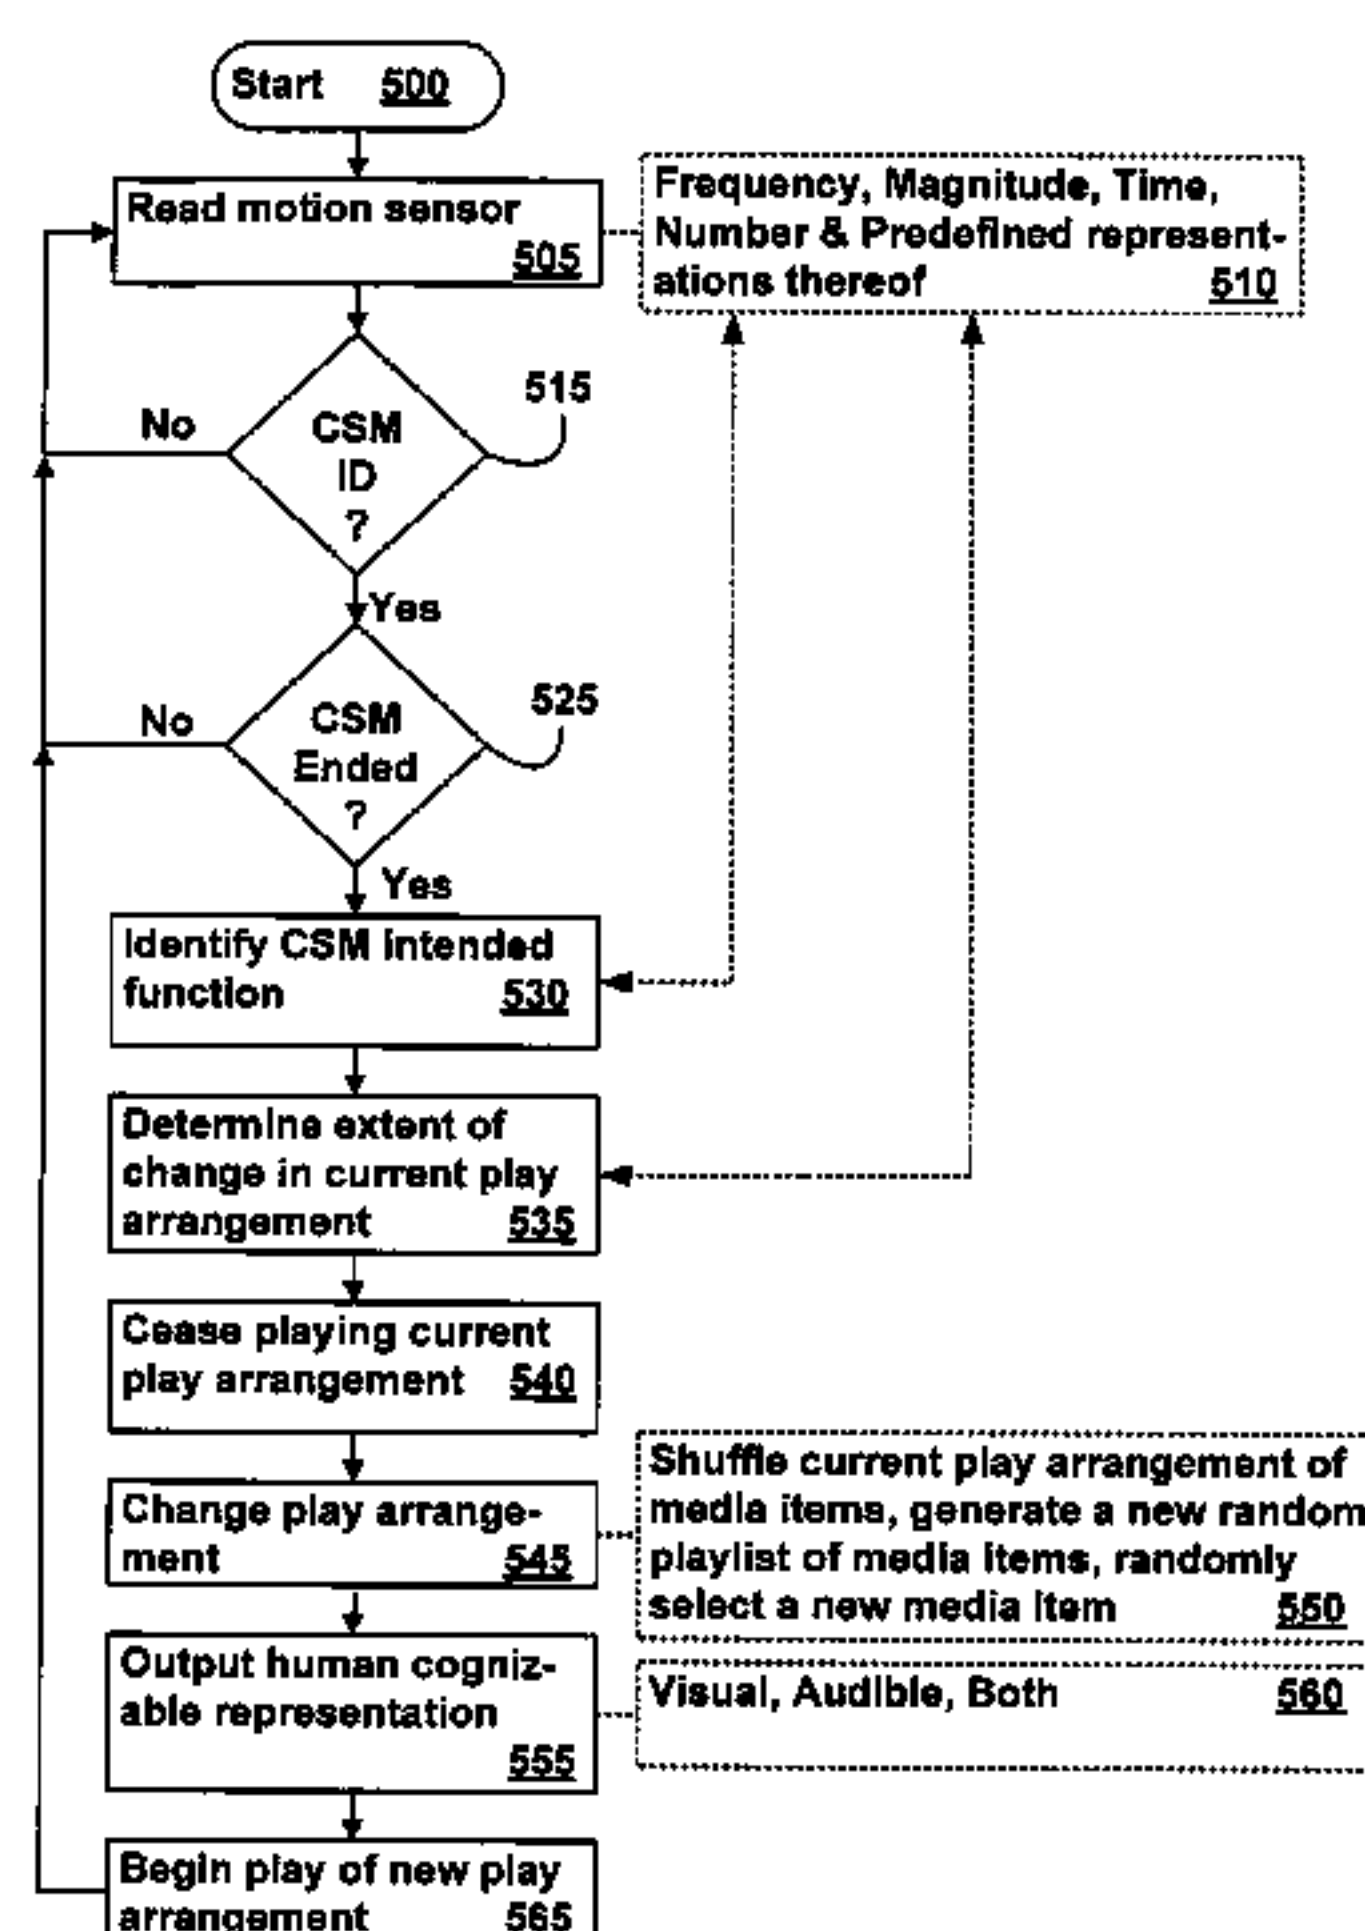 Start 500
Read motion sensor
505
Frequency, Magnitude, Time,
Number & Predefined represent-
ations thereof 510
515
No
CSM
ID
?
Yes
525
No
CSM
Ended
?
Yes
Identify CSM intended
function 530
Determine extent of
change in current play
arrangement 535
Cease playing current
play arrangement 540
Change play arrange-
ment 545
Shuffle current play arrangement of
media items, generate a new random
playlist of media items, randomly
select a new media item 550
Output human cogniz-
able representation
555
Visual, Audible, Both 560
Begin play of new play
arrangement 565